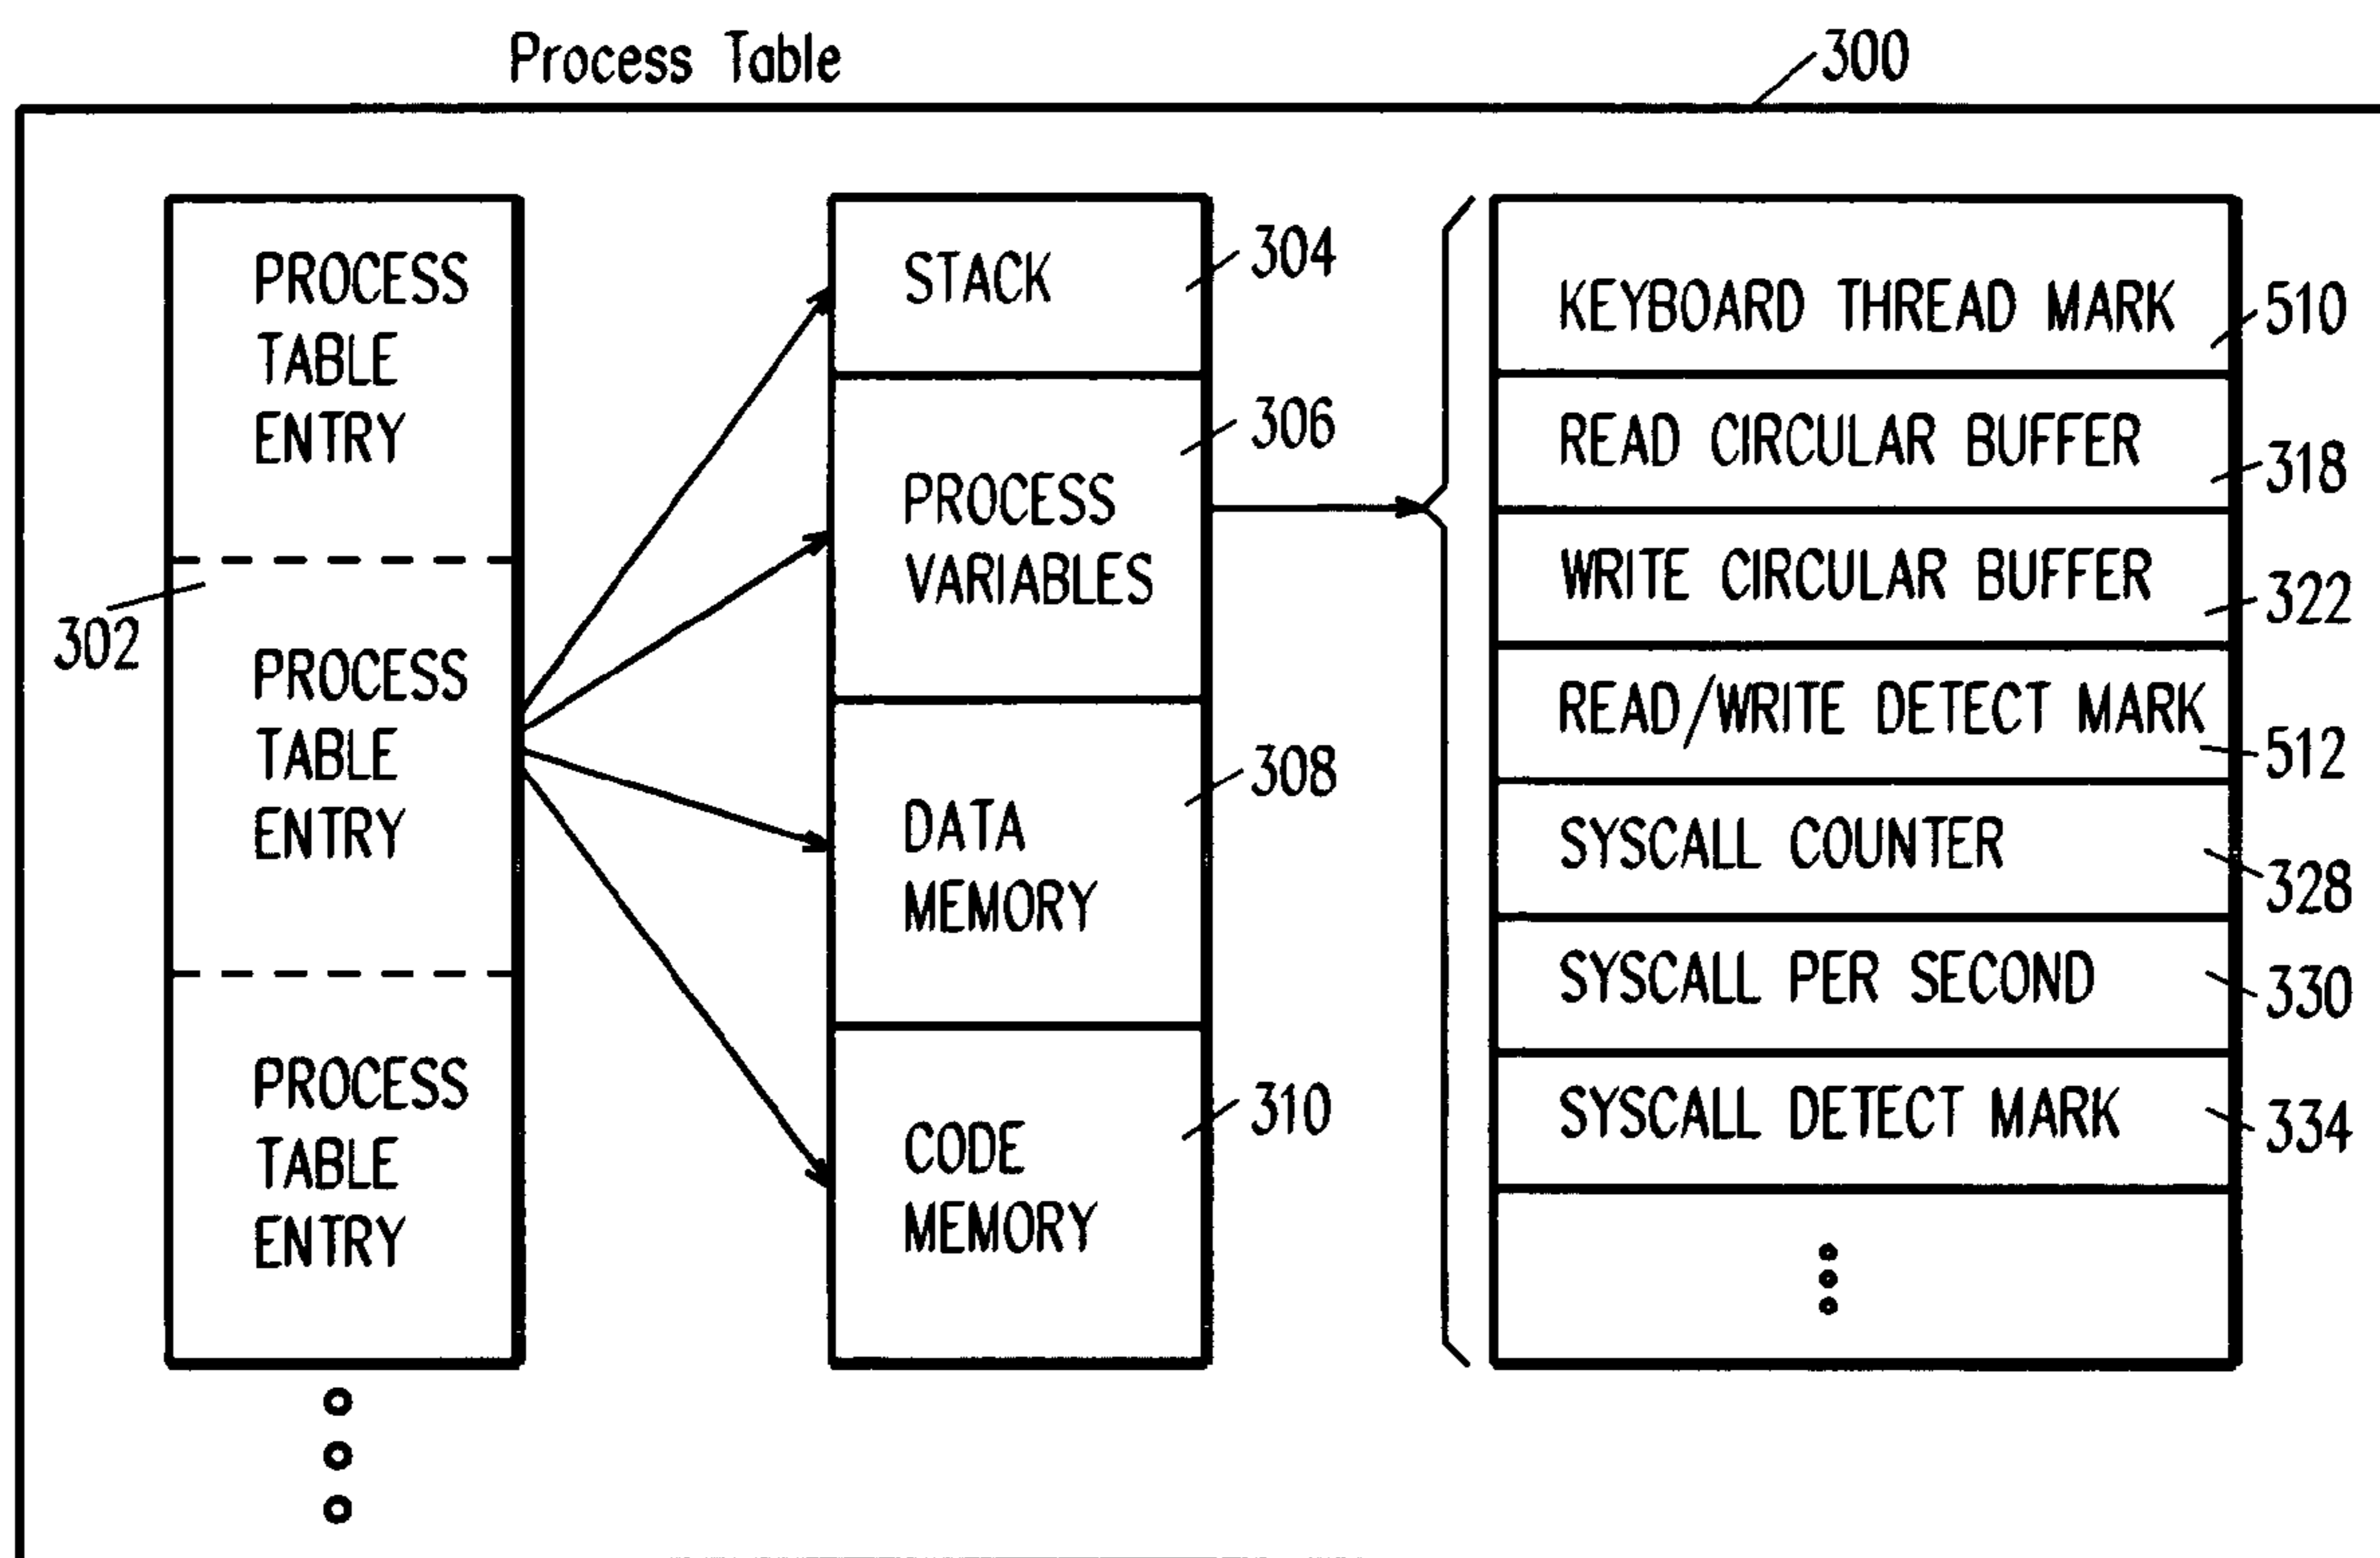 Process Table
300
PROCESS
TABLE
ENTRY
302
PROCESS
TABLE
ENTRY
PROCESS
TABLE
ENTRY
STACK
304
PROCESS
VARIABLES
306
DATA
MEMORY
308
CODE
MEMORY
310
KEYBOARD THREAD MARK
510
READ CIRCULAR BUFFER
318
WRITE CIRCULAR BUFFER
322
READ/WRITE DETECT MARK
512
SYSCALL COUNTER
328
SYSCALL PER SECOND
330
SYSCALL DETECT MARK
334